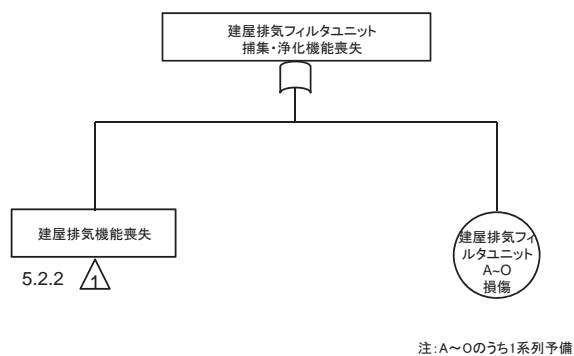 建屋排気フィルタユニット
捕集・浄化機能喪失
建屋排気機能喪失
5.2.2
1
建屋排気フィ
ルタユニット
A~O
損傷
注:A～Oのうち1系列予備